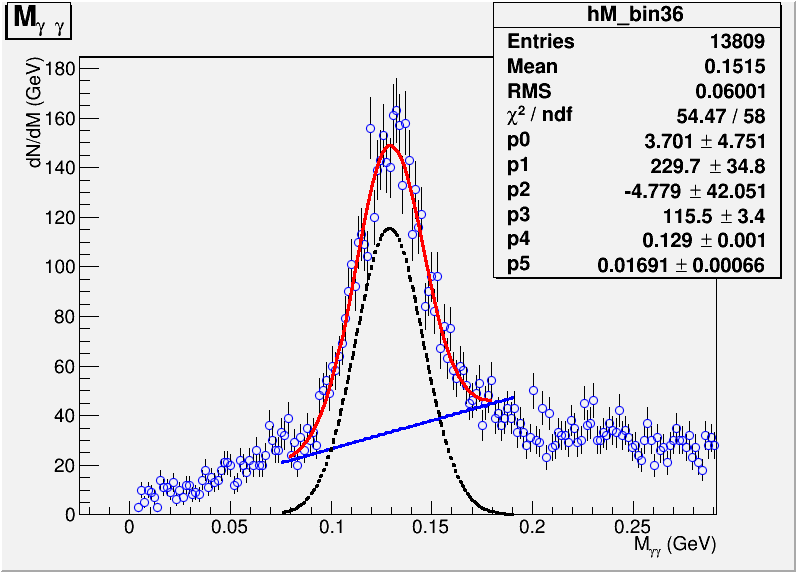 M γ γ
hM_bin36
Entries 13809
Mean 0.1515
RMS 0.06001
χ² / ndf 54.47 / 58
p0 3.701 ± 4.751
p1 229.7 ± 34.8
p2 -4.779 ± 42.051
p3 115.5 ± 3.4
p4 0.129 ± 0.001
p5 0.01691 ± 0.00066
dN/dM (GeV)
180
160
140
120
100
80
60
40
20
0
0 0.05 0.1 0.15 0.2 0.25
Mγγ (GeV)